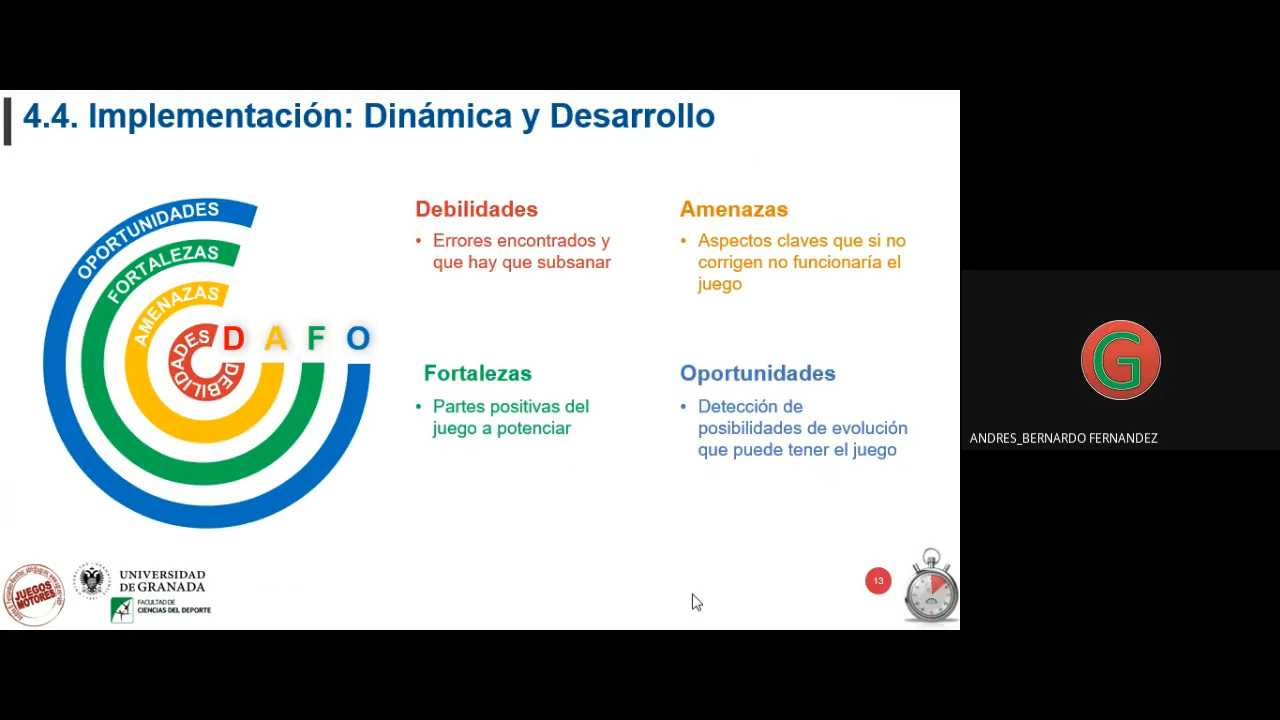 4.4. Implementación: Dinámica y Desarrollo
OPORTUNIDADES
FORTALEZAS
AMENAZAS
DEBILIDADES
D A F O
Debilidades
• Errores encontrados y
que hay que subsanar
Amenazas
• Aspectos claves que si no
corrigen no funcionaría el
juego
Fortalezas
• Partes positivas del
juego a potenciar
Oportunidades
• Detección de
posibilidades de evolución
que puede tener el juego
JUEGOS
MOTORES
UNIVERSIDAD
DE GRANADA
FACULTAD DE
CIENCIAS DEL DEPORTE
13
G
ANDRES_BERNARDO FERNANDEZ